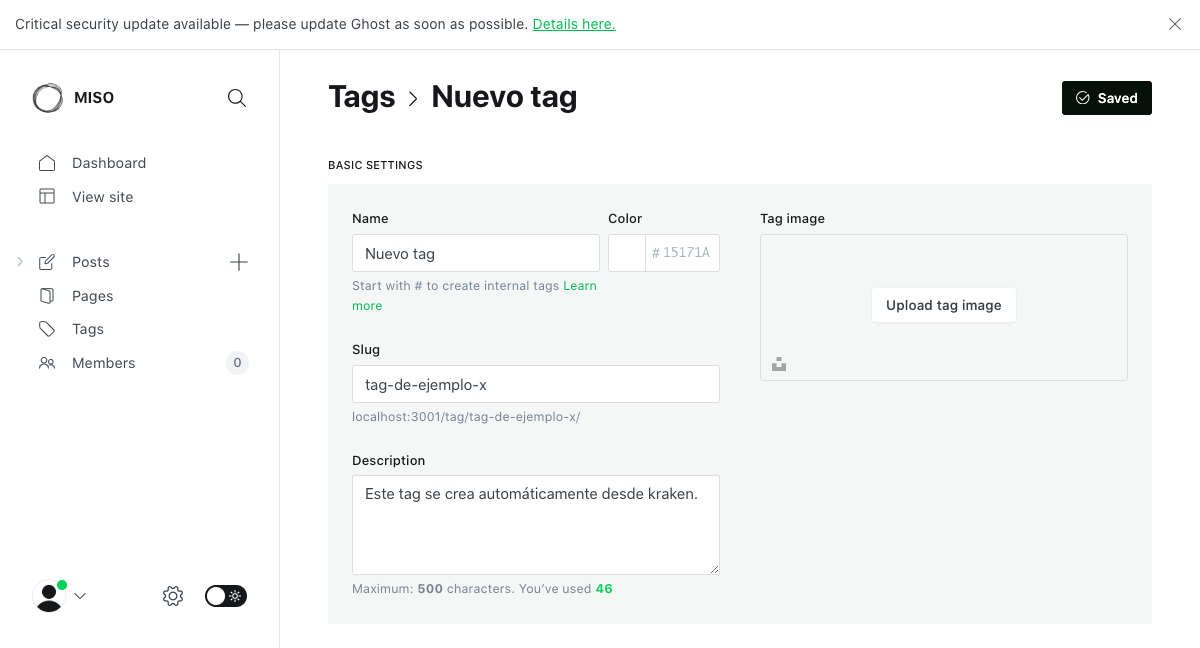 Critical security update available — please update Ghost as soon as possible. Details here.
MISO
Tags > Nuevo tag
Saved
Dashboard
View site
Posts
Pages
Tags
Members 0
BASIC SETTINGS
Name
Nuevo tag
Start with # to create internal tags Learn
more
Color
# 15171A
Slug
tag-de-ejemplo-x
localhost:3001/tag/tag-de-ejemplo-x/
Description
Este tag se crea automáticamente desde kraken.
Maximum: 500 characters. You’ve used 46
Tag image
Upload tag image